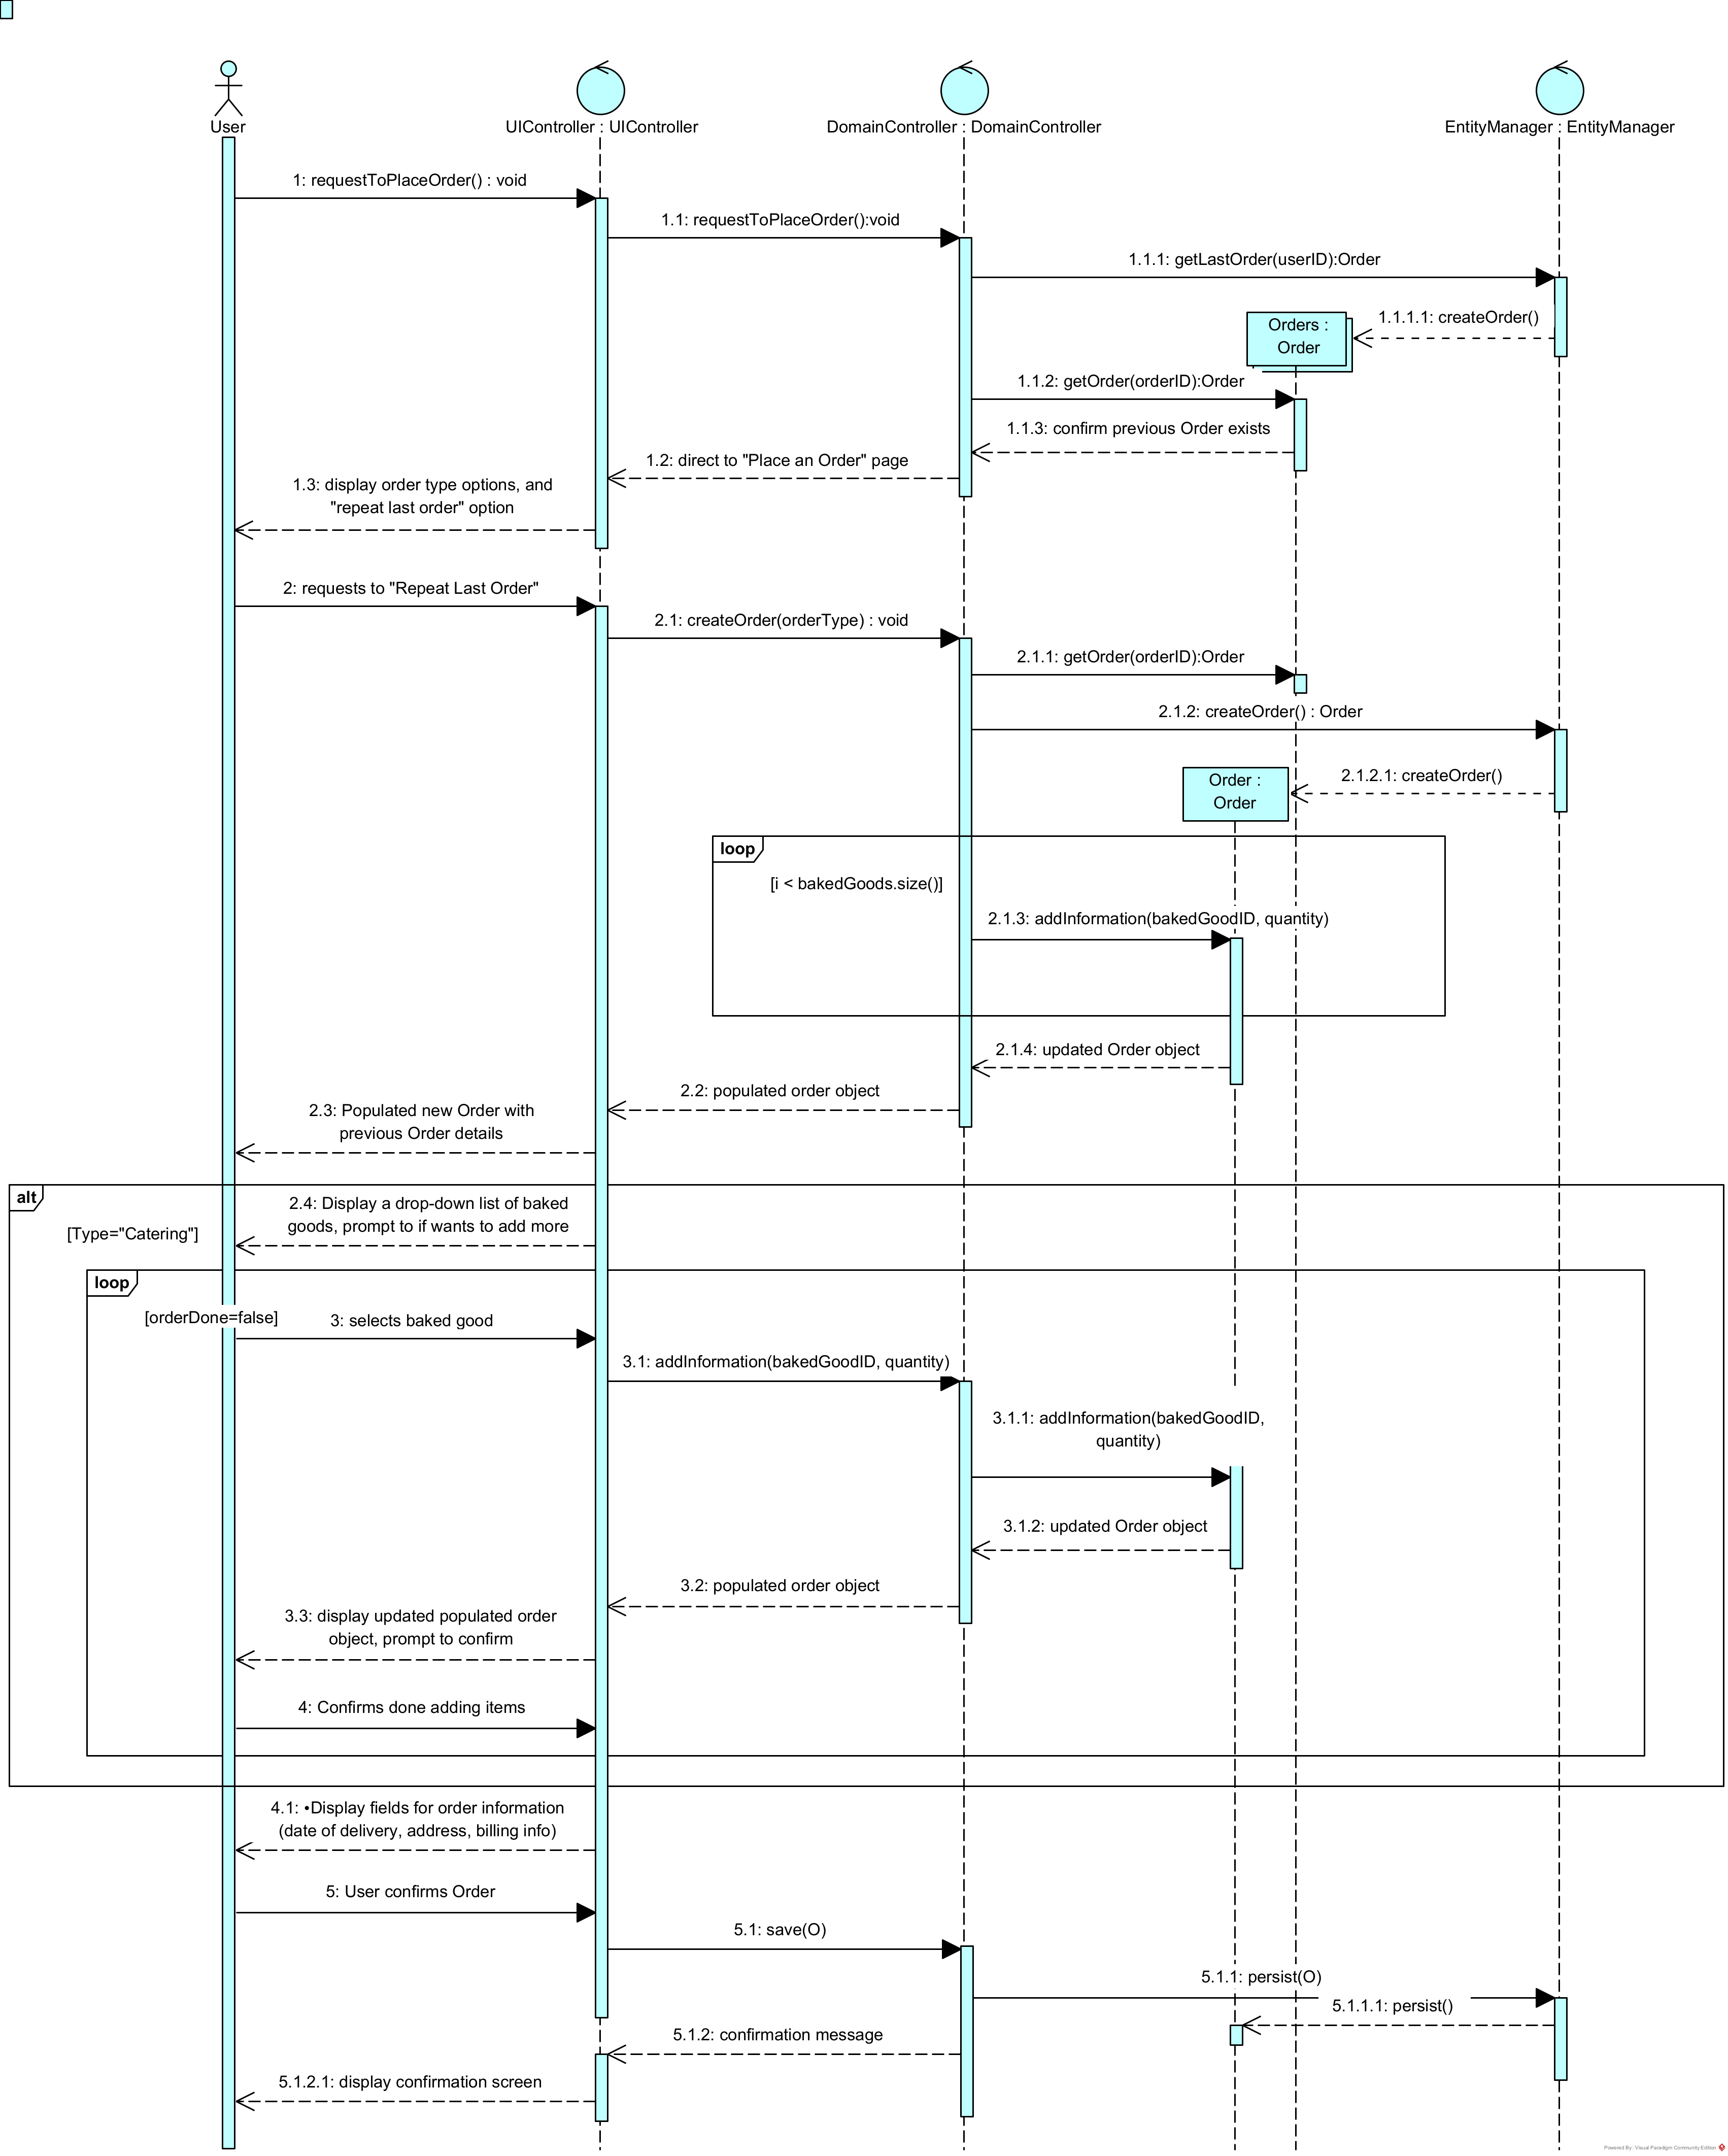 User
UIController : UIController
DomainController : DomainController
EntityManager : EntityManager
1: requestToPlaceOrder() : void
1.1: requestToPlaceOrder():void
1.1.1: getLastOrder(userID):Order
1.1.1.1: createOrder()
Orders :
Order
1.1.2: getOrder(orderID):Order
1.1.3: confirm previous Order exists
1.2: direct to "Place an Order" page
1.3: display order type options, and
"repeat last order" option
2: requests to "Repeat Last Order"
2.1: createOrder(orderType) : void
2.1.1: getOrder(orderID):Order
2.1.2: createOrder() : Order
2.1.2.1: createOrder()
Order :
Order
loop
[i < bakedGoods.size()]
2.1.3: addInformation(bakedGoodID, quantity)
2.1.4: updated Order object
2.2: populated order object
2.3: Populated new Order with
previous Order details
alt
2.4: Display a drop-down list of baked
goods, prompt to if wants to add more
[Type="Catering"]
loop
[orderDone=false]
3: selects baked good
3.1: addInformation(bakedGoodID, quantity)
3.1.1: addInformation(bakedGoodID,
quantity)
3.1.2: updated Order object
3.2: populated order object
3.3: display updated populated order
object, prompt to confirm
4: Confirms done adding items
4.1: •Display fields for order information
(date of delivery, address, billing info)
5: User confirms Order
5.1: save(O)
5.1.1: persist(O)
5.1.1.1: persist()
5.1.2: confirmation message
5.1.2.1: display confirmation screen
Powered By: Visual Paradigm Community Edition